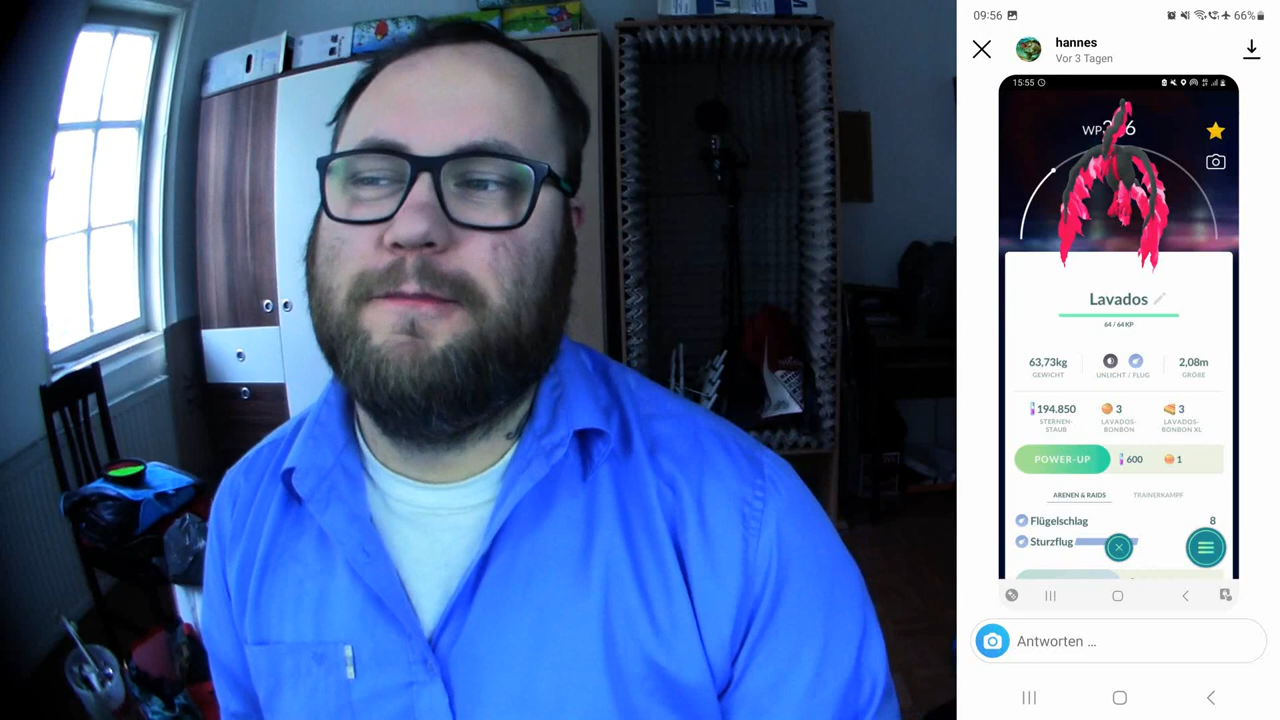 09:56
66%
hannes
Vor 3 Tagen
15:55
WP
Lavados
64 / 64 KP
63,73kg
GEWICHT
UNLICHT / FLUG
2,08m
GRÖßE
194.850
STERNEN-
STAUB
3
LAVADOS-
BONBON
3
LAVADOS-
BONBON XL
POWER-UP
600
1
ARENEN & RAIDS
TRAINERKAMPF
Flügelschlag
8
Sturzflug
Antworten …